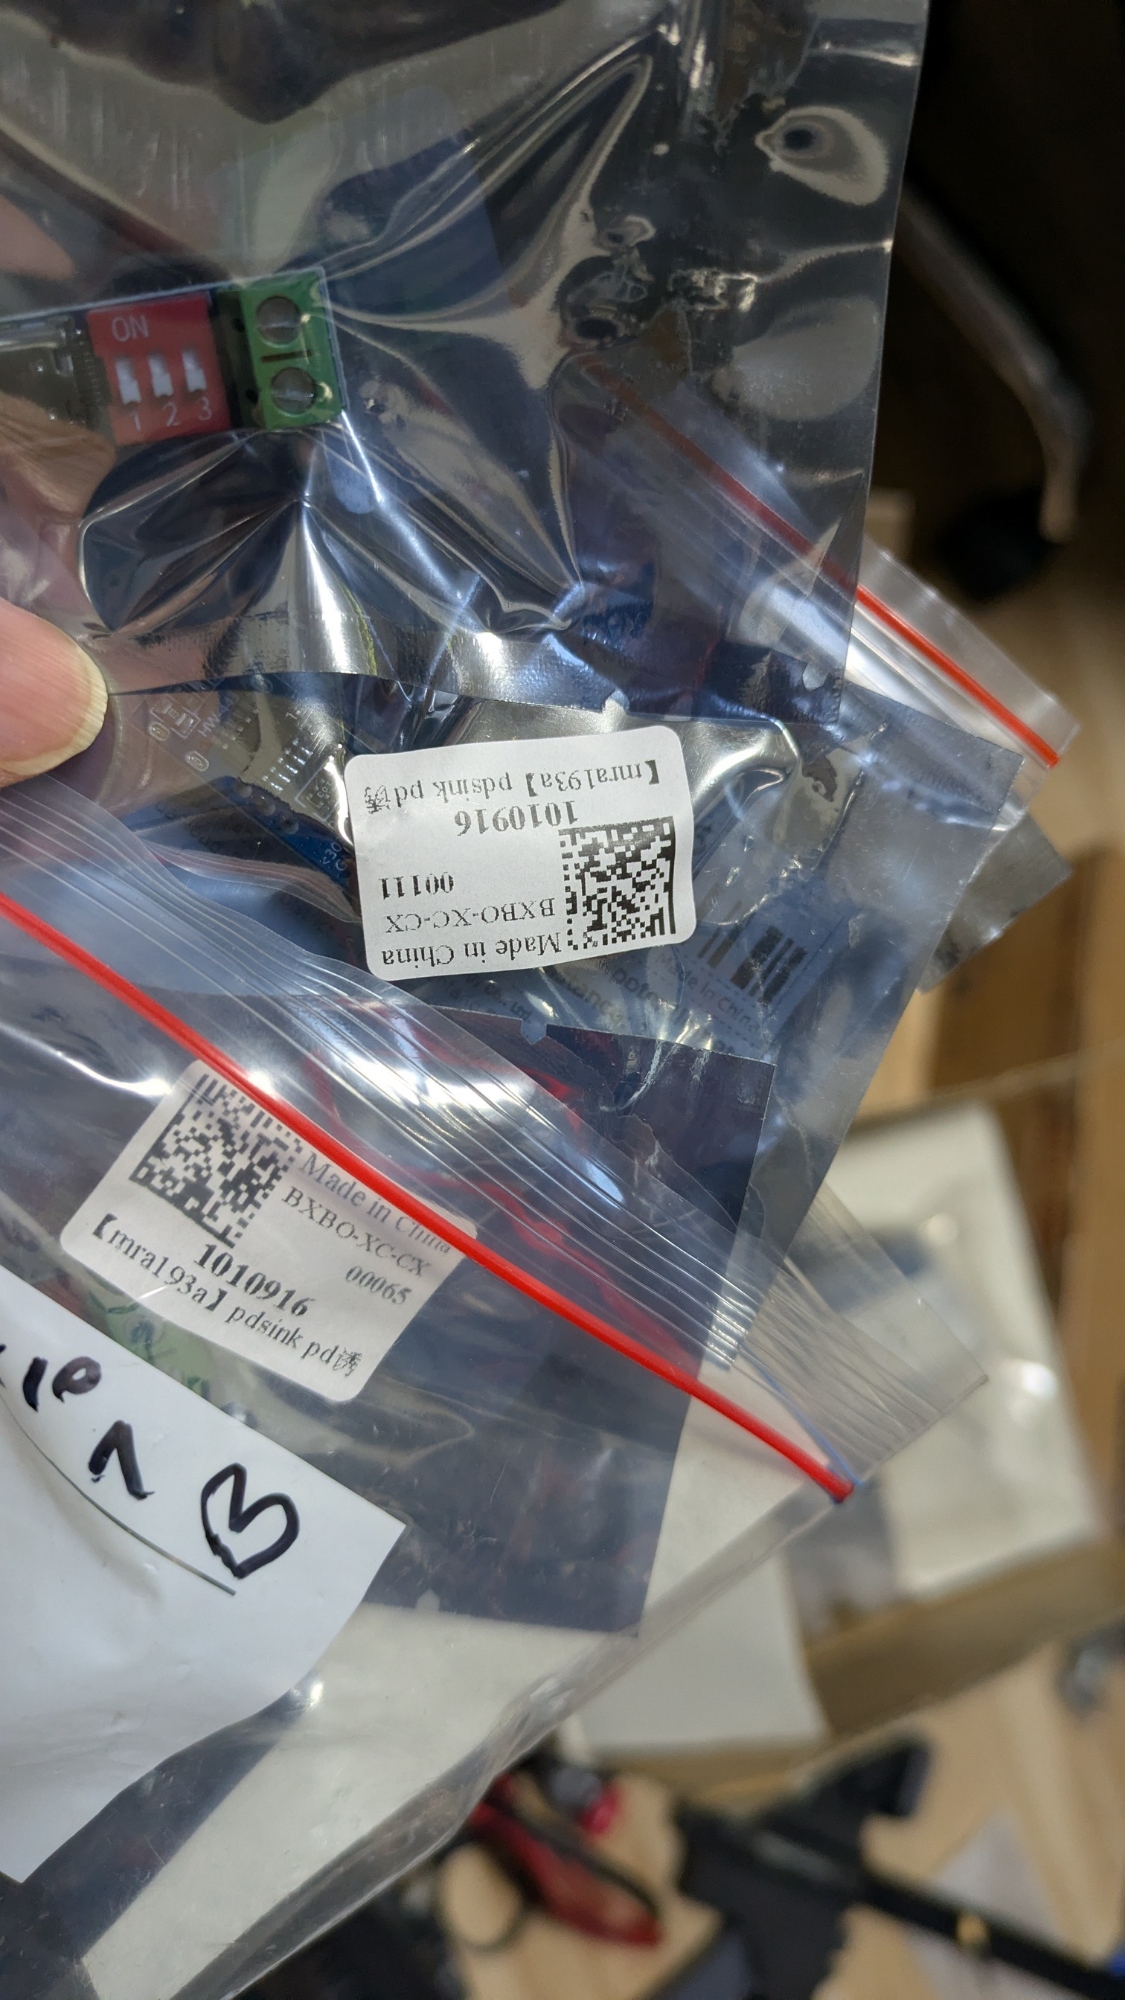 ON
1 2 3
Made in China
BXBO-XC-CX
00111
1010916
【mra193a】pdsink pd诱
Made in China
BXBO-XC-CX
00065
1010916
【mra193a】pdsink pd诱